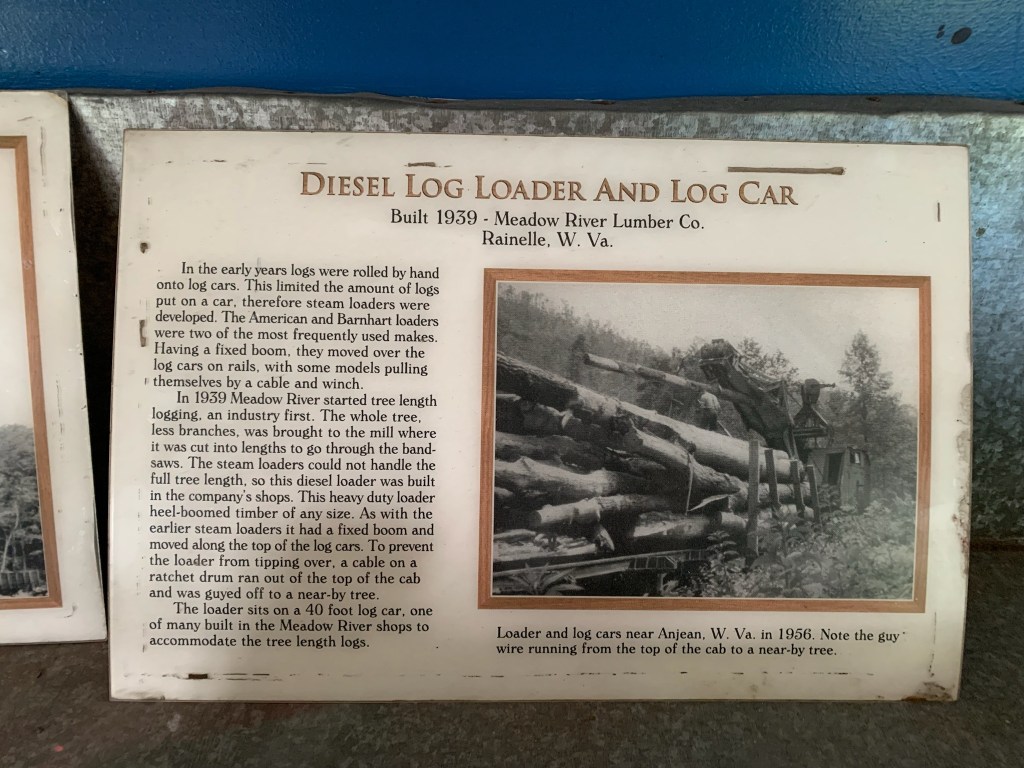 DIESEL LOG LOADER AND LOG CAR
Built 1939 - Meadow River Lumber Co.
Rainelle, W. Va.
In the early years logs were rolled by hand
onto log cars. This limited the amount of logs
put on a car, therefore steam loaders were
developed. The American and Barnhart loaders
were two of the most frequently used makes.
Having a fixed boom, they moved over the
log cars on rails, with some models pulling
themselves by a cable and winch.
In 1939 Meadow River started tree length
logging, an industry first. The whole tree,
less branches, was brought to the mill where
it was cut into lengths to go through the band-
saws. The steam loaders could not handle the
full tree length, so this diesel loader was built
in the company's shops. This heavy duty loader
heel-boomed timber of any size. As with the
earlier steam loaders it had a fixed boom and
moved along the top of the log cars. To prevent
the loader from tipping over, a cable on a
ratchet drum ran out of the top of the cab
and was guyed off to a near-by tree.
The loader sits on a 40 foot log car, one
of many built in the Meadow River shops to
accommodate the tree length logs.
Loader and log cars near Anjean, W. Va. in 1956. Note the guy
wire running from the top of the cab to a near-by tree.